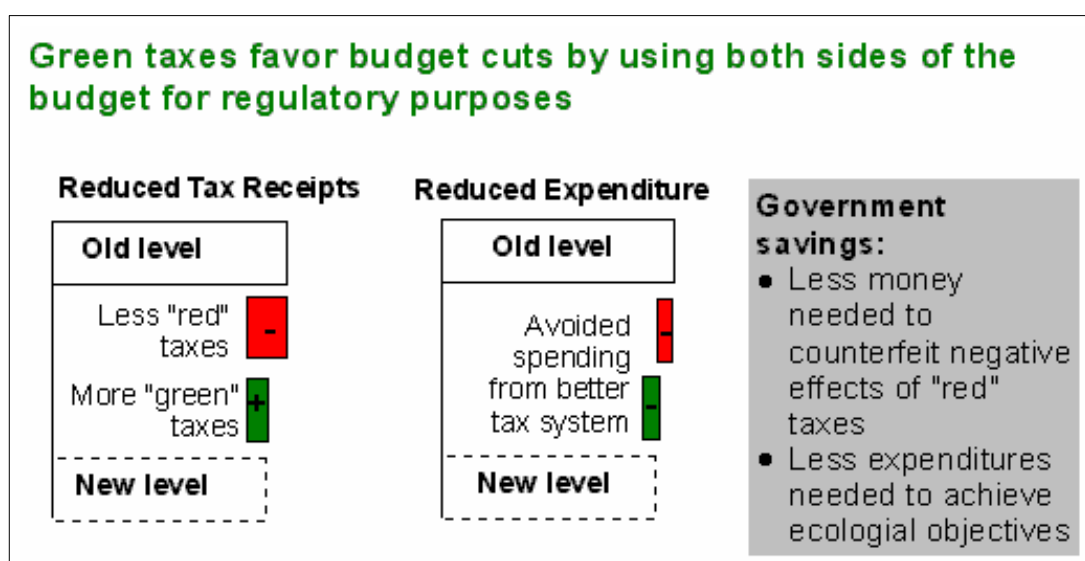 Green taxes favor budget cuts by using both sides of the
budget for regulatory purposes
Reduced Tax Receipts
Old level
Less "red"
taxes
-
More "green"
taxes
+
New level
Reduced Expenditure
Old level
Avoided
spending
from better
tax system
-
-
New level
Government
savings:
● Less money
needed to
counterfeit negative
effects of "red"
taxes
● Less expenditures
needed to achieve
ecologial objectives